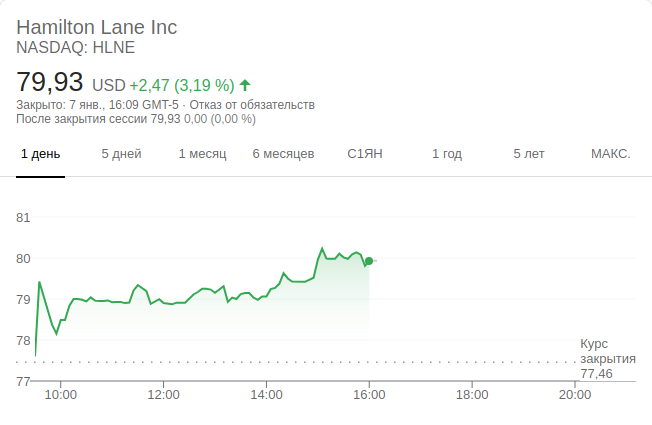 Hamilton Lane Inc
NASDAQ: HLNE
79,93 USD +2,47 (3,19 %)
Закрыто: 7 янв., 16:09 GMT-5 · Отказ от обязательств
После закрытия сессии 79,93 0,00 (0,00 %)
1 день 5 дней 1 месяц 6 месяцев С1ЯН 1 год 5 лет МАКС.
81
80
79
78
Курс
закрытия
77,46
77
10:00 12:00 14:00 16:00 18:00 20:00